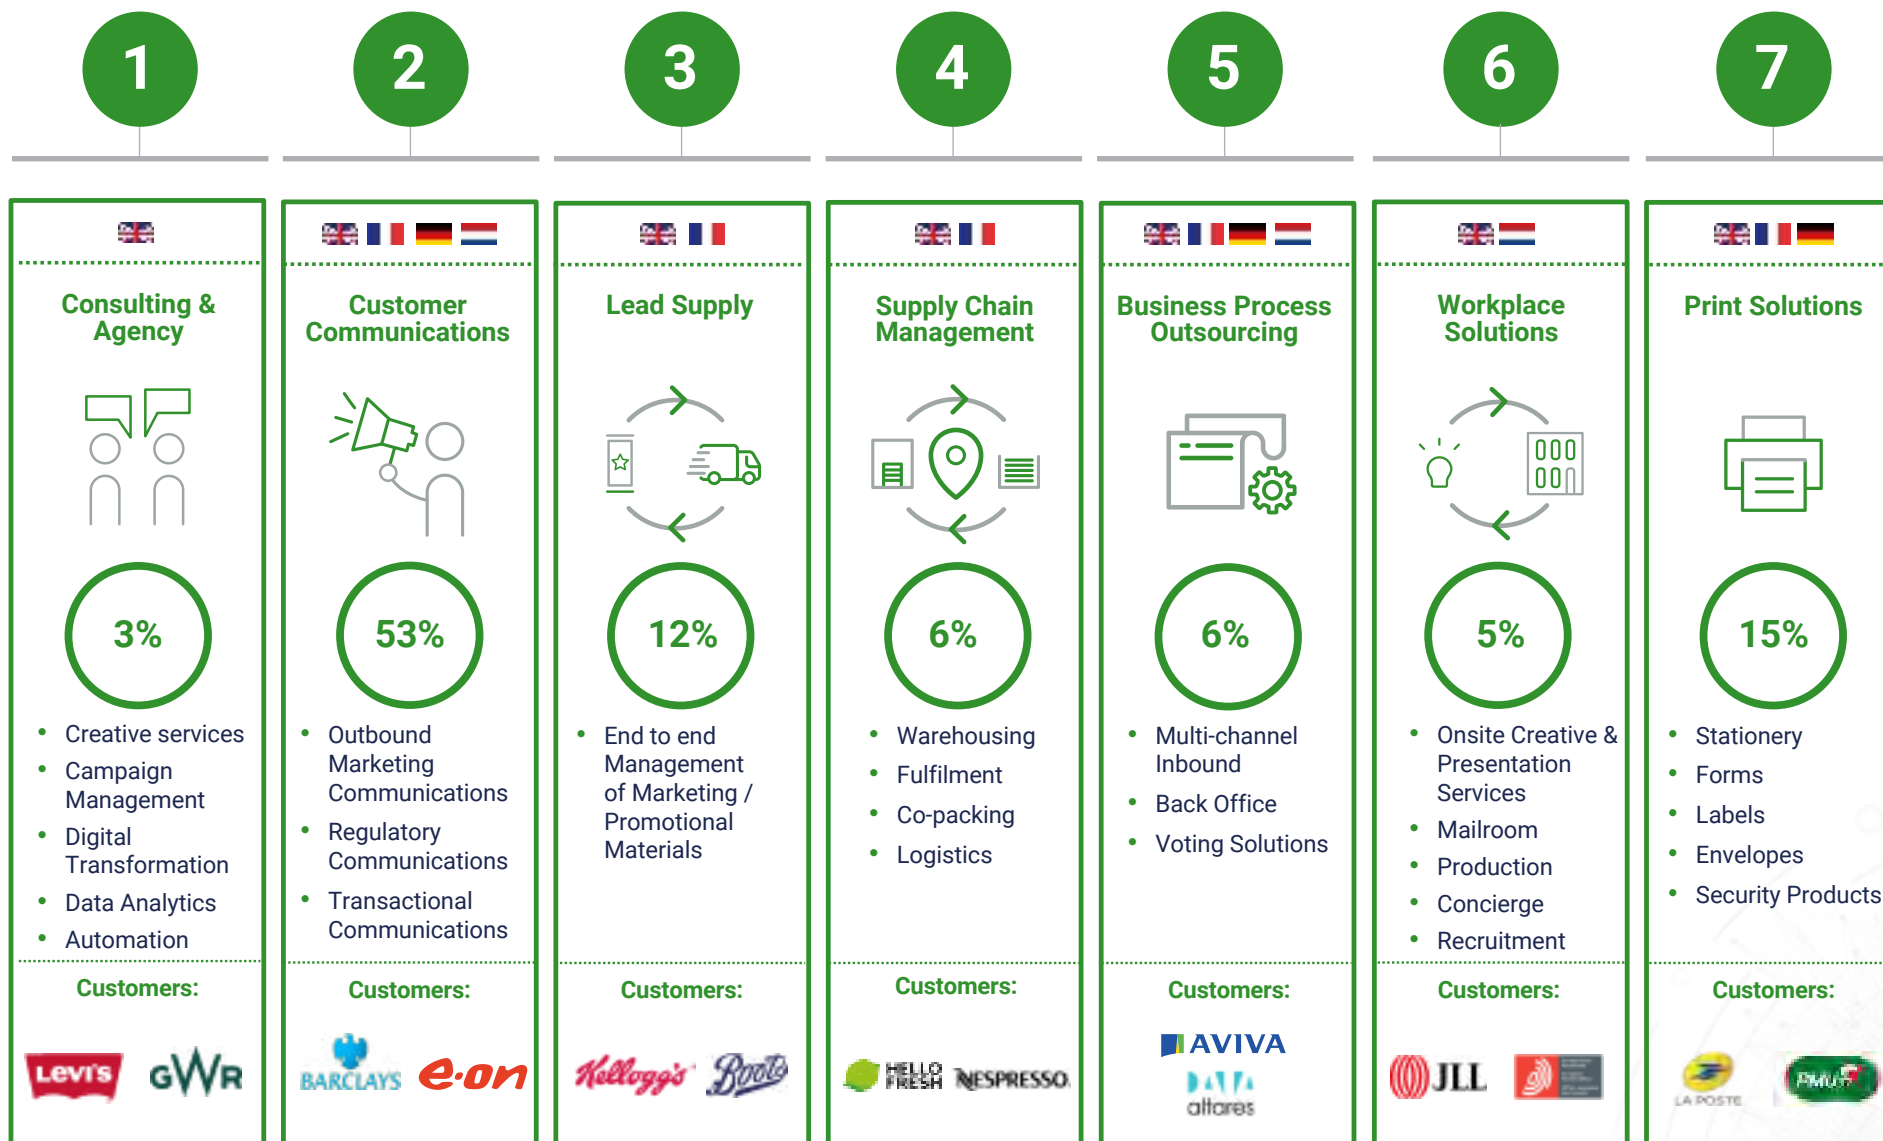 1
2
3
4
5
6
7
Consulting &
Agency
3%
• Creative services
• Campaign
Management
• Digital
Transformation
• Data Analytics
• Automation
Customers:
LEVI'S
GWR
Customer
Communications
53%
• Outbound
Marketing
Communications
• Regulatory
Communications
• Transactional
Communications
Customers:
BARCLAYS
e·on
Lead Supply
12%
• End to end
Management
of Marketing /
Promotional
Materials
Customers:
Kellogg's
Boots
Supply Chain
Management
6%
• Warehousing
• Fulfilment
• Co-packing
• Logistics
Customers:
HELLO
FRESH
NESPRESSO.
Business Process
Outsourcing
6%
• Multi-channel
Inbound
• Back Office
• Voting Solutions
Customers:
AVIVA
DATA
altares
Workplace
Solutions
5%
• Onsite Creative &
Presentation
Services
• Mailroom
• Production
• Concierge
• Recruitment
Customers:
JLL
Print Solutions
15%
• Stationery
• Forms
• Labels
• Envelopes
• Security Products
Customers:
LA POSTE
PMU